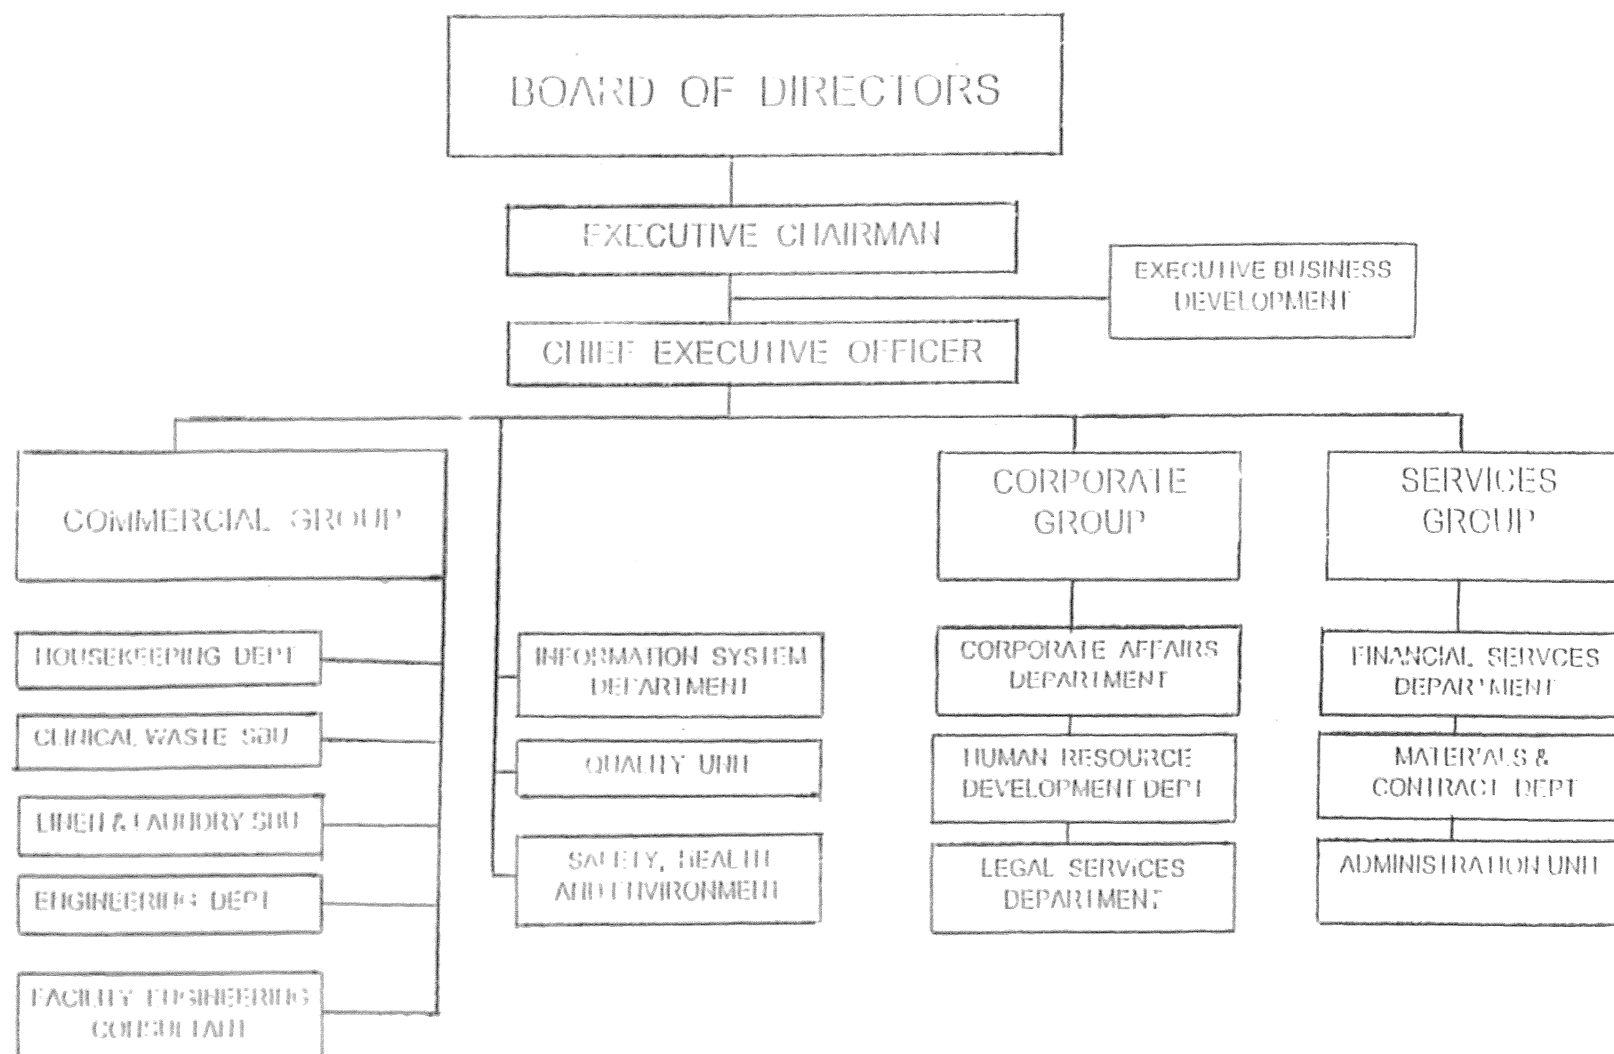 BOARD OF DIRECTORS
EXECUTIVE CHAIRMAN
EXECUTIVE BUSINESS
DEVELOPMENT
CHIEF EXECUTIVE OFFICER
COMMERCIAL GROUP
CORPORATE
GROUP
SERVICES
GROUP
HOUSEKEEPING DEPT
CLINICAL WASTE SBU
LINEN & LAUNDRY SBU
ENGINEERING DEPT
FACILITY ENGINEERING
CONSULTANT
INFORMATION SYSTEM
DEPARTMENT
QUALITY UNIT
SAFETY, HEALTH
AND ENVIRONMENT
CORPORATE AFFAIRS
DEPARTMENT
HUMAN RESOURCE
DEVELOPMENT DEPT
LEGAL SERVICES
DEPARTMENT
FINANCIAL SERVCES
DEPARTMENT
MATERIALS &
CONTRACT DEPT
ADMINISTRATION UNIT